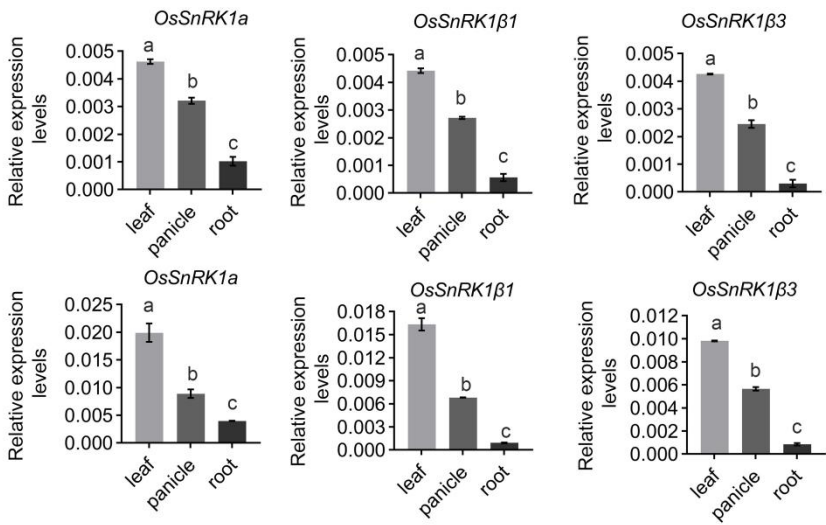 OsSnRK1a
Relative expression
levels
0.005
0.004
0.003
0.002
0.001
0.000
a
b
c
leaf
panicle
root
OsSnRK1β1
Relative expression
levels
0.005
0.004
0.003
0.002
0.001
0.000
a
b
c
leaf
panicle
root
OsSnRK1β3
Relative expression
levels
0.005
0.004
0.003
0.002
0.001
0.000
a
b
c
leaf
panicle
root
OsSnRK1a
Relative expression
levels
0.025
0.020
0.015
0.010
0.005
0.000
a
b
c
leaf
panicle
root
OsSnRK1β1
Relative expression
levels
0.018
0.015
0.012
0.009
0.006
0.003
0.000
a
b
c
leaf
panicle
root
OsSnRK1β3
Relative expression
levels
0.012
0.010
0.008
0.006
0.004
0.002
0.000
a
b
c
leaf
panicle
root